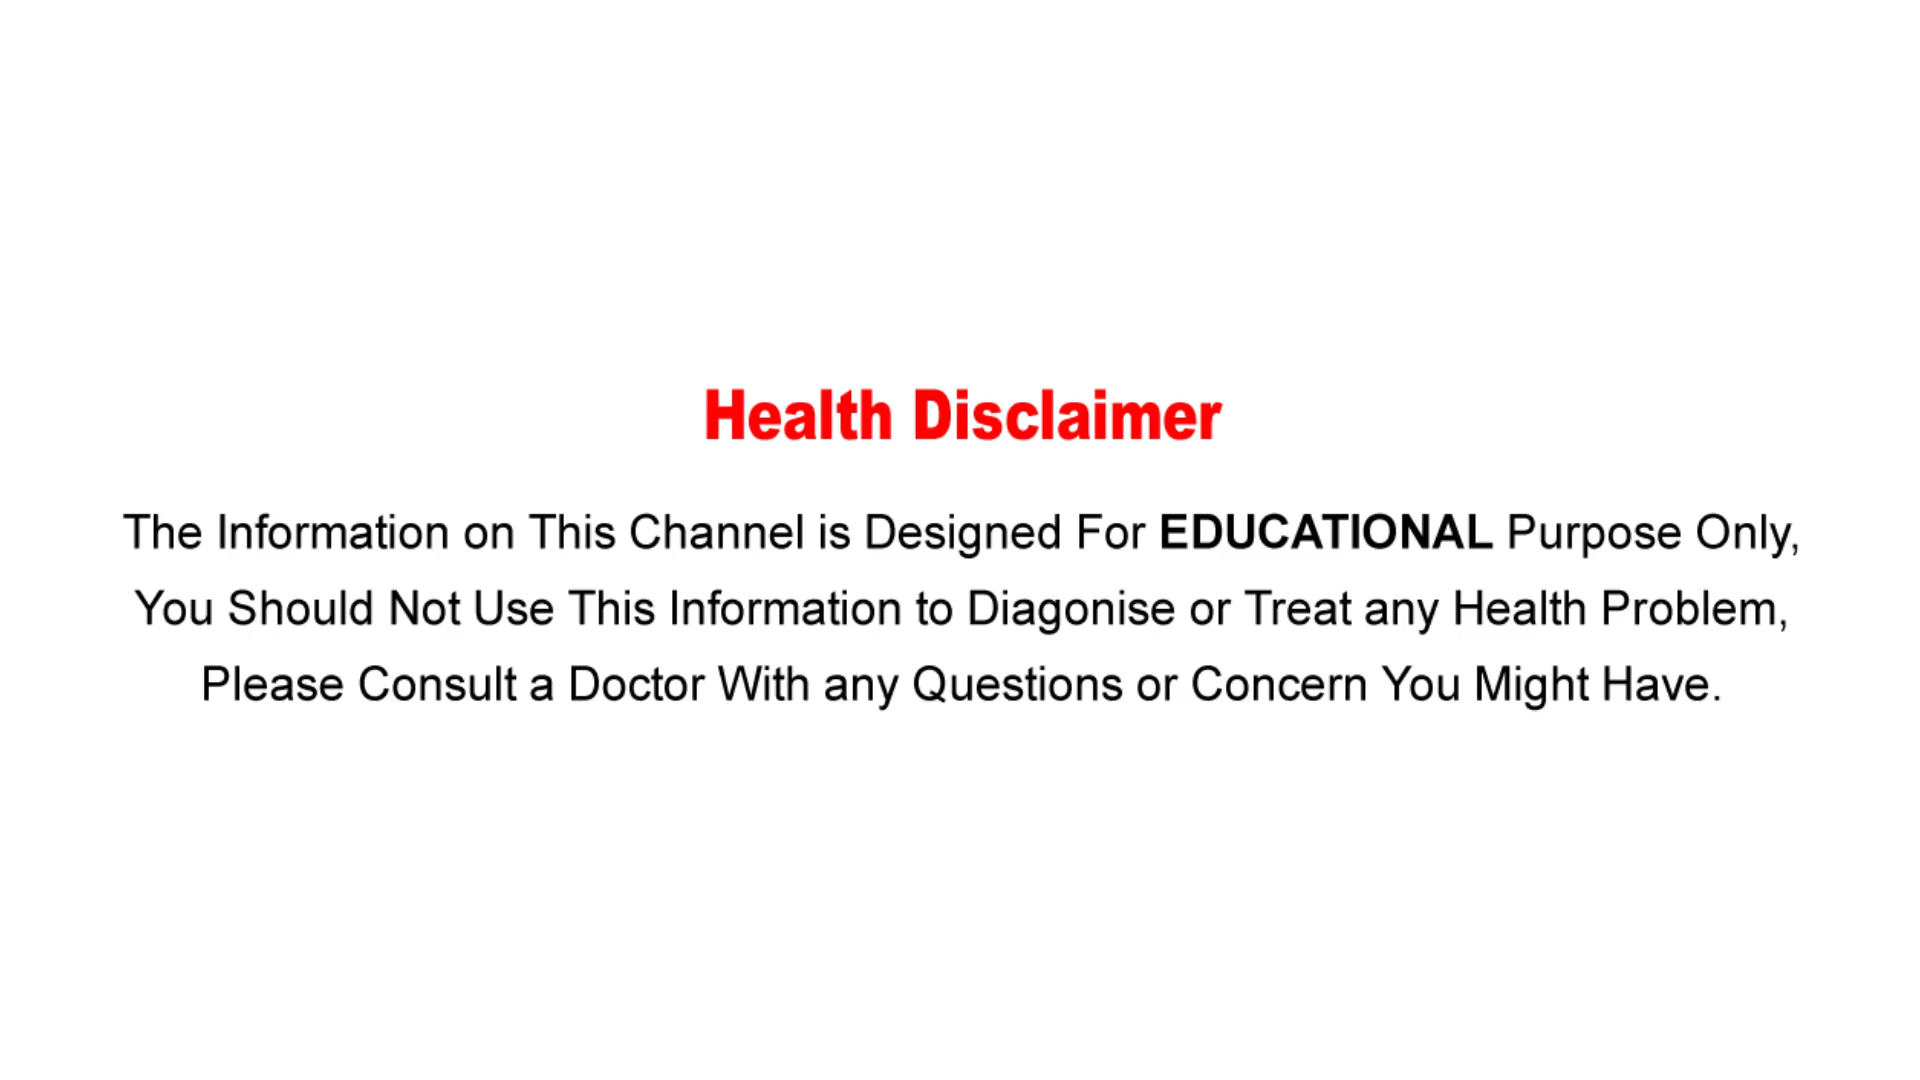 Health Disclaimer
The Information on This Channel is Designed For EDUCATIONAL Purpose Only,
You Should Not Use This Information to Diagonise or Treat any Health Problem,
Please Consult a Doctor With any Questions or Concern You Might Have.